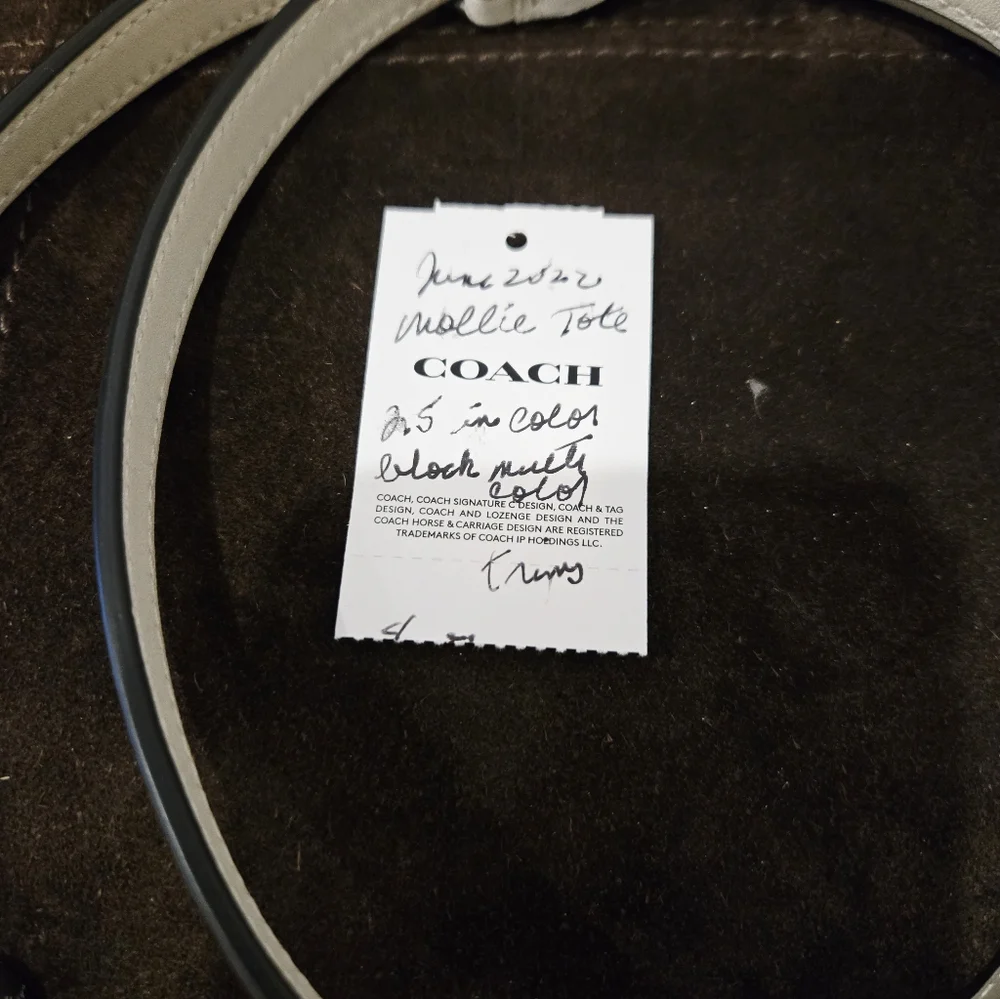 June 2022
Mollie Tote
COACH
25 in color
block multi
color
COACH, COACH SIGNATURE C DESIGN, COACH & TAG
DESIGN, COACH AND LOZENGE DESIGN AND THE
COACH HORSE & CARRIAGE DESIGN ARE REGISTERED
TRADEMARKS OF COACH IP HOLDINGS LLC.